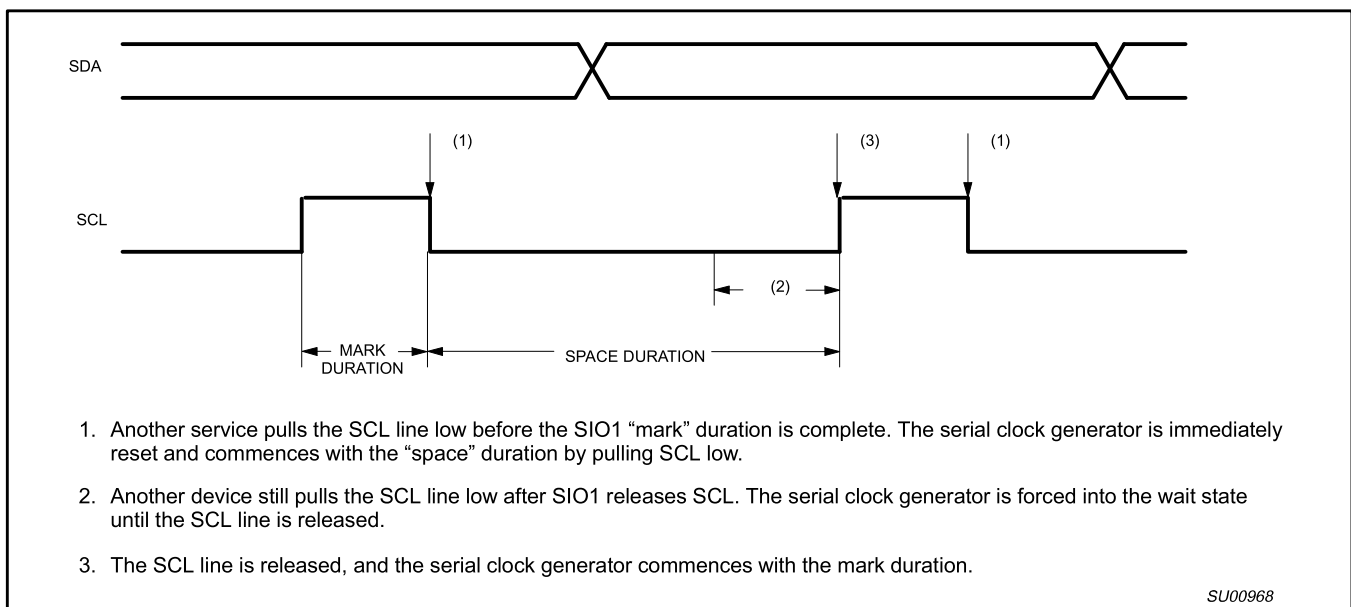 SDA
(1)
(3)
(1)
SCL
(2)
MARK
DURATION
SPACE DURATION
1. Another service pulls the SCL line low before the SIO1 “mark” duration is complete. The serial clock generator is immediately
reset and commences with the “space” duration by pulling SCL low.
2. Another device still pulls the SCL line low after SIO1 releases SCL. The serial clock generator is forced into the wait state
until the SCL line is released.
3. The SCL line is released, and the serial clock generator commences with the mark duration.
SU00968